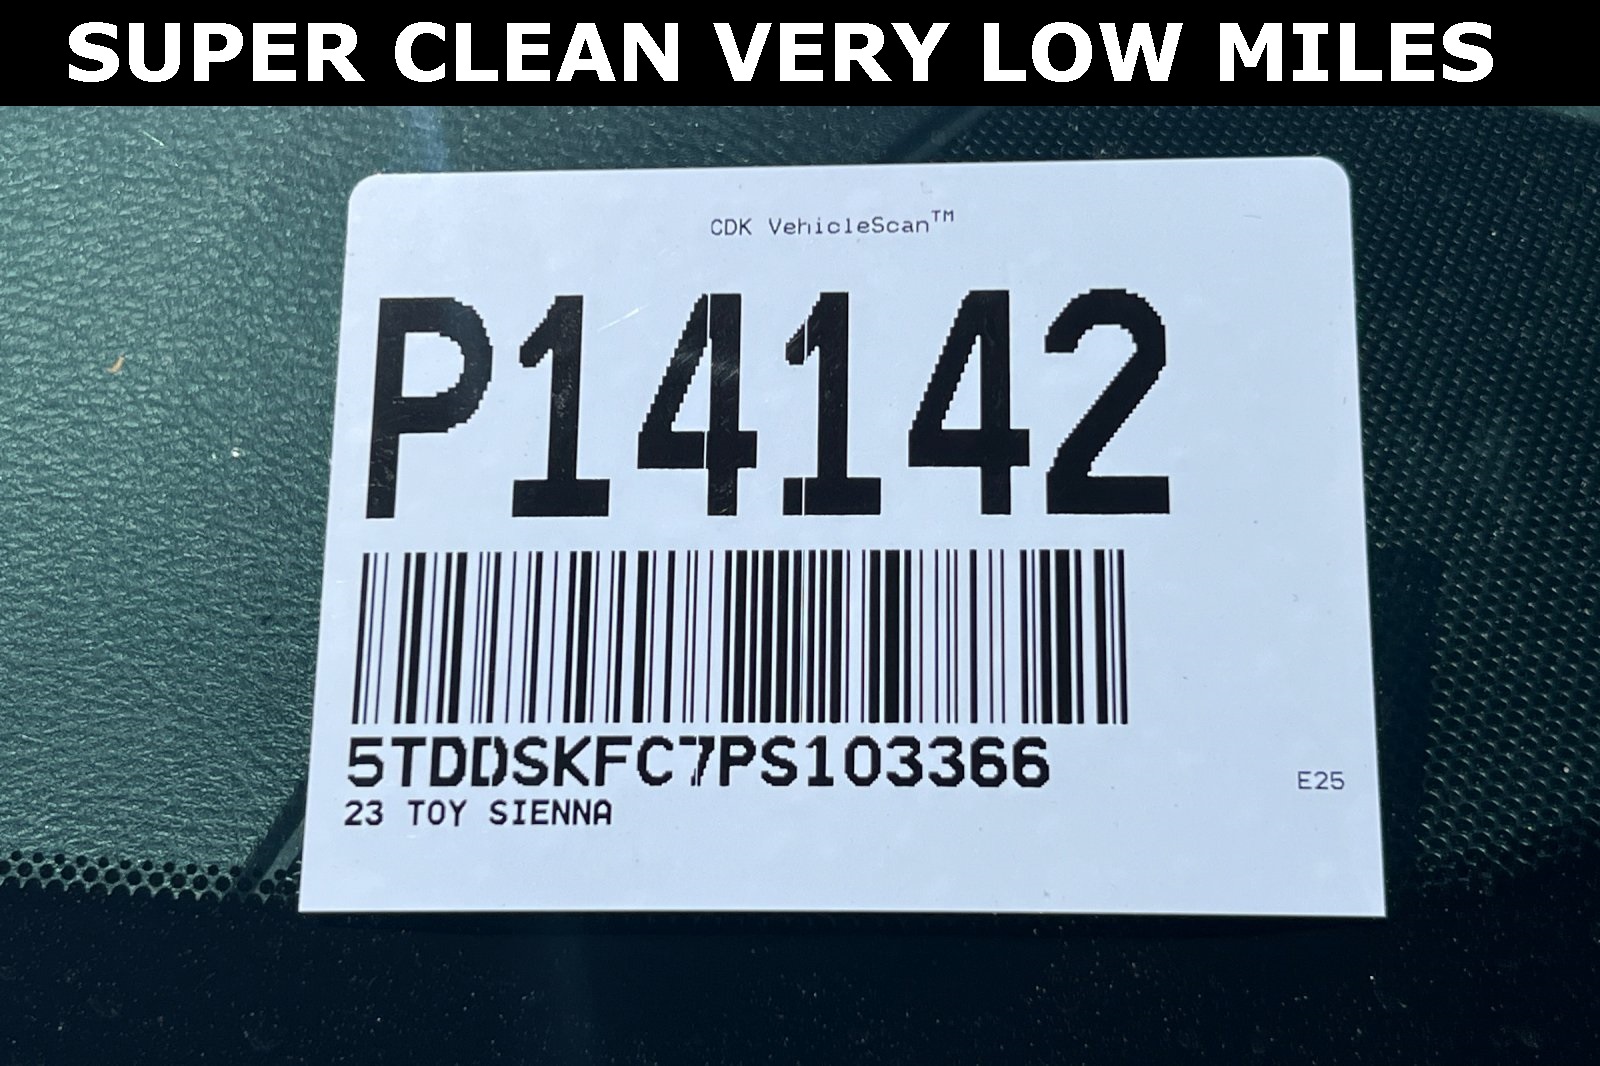 SUPER CLEAN VERY LOW MILES
CDK VehicleScan™
P14142
5TDDSKFC7PS103366
E25
23 TOY SIENNA